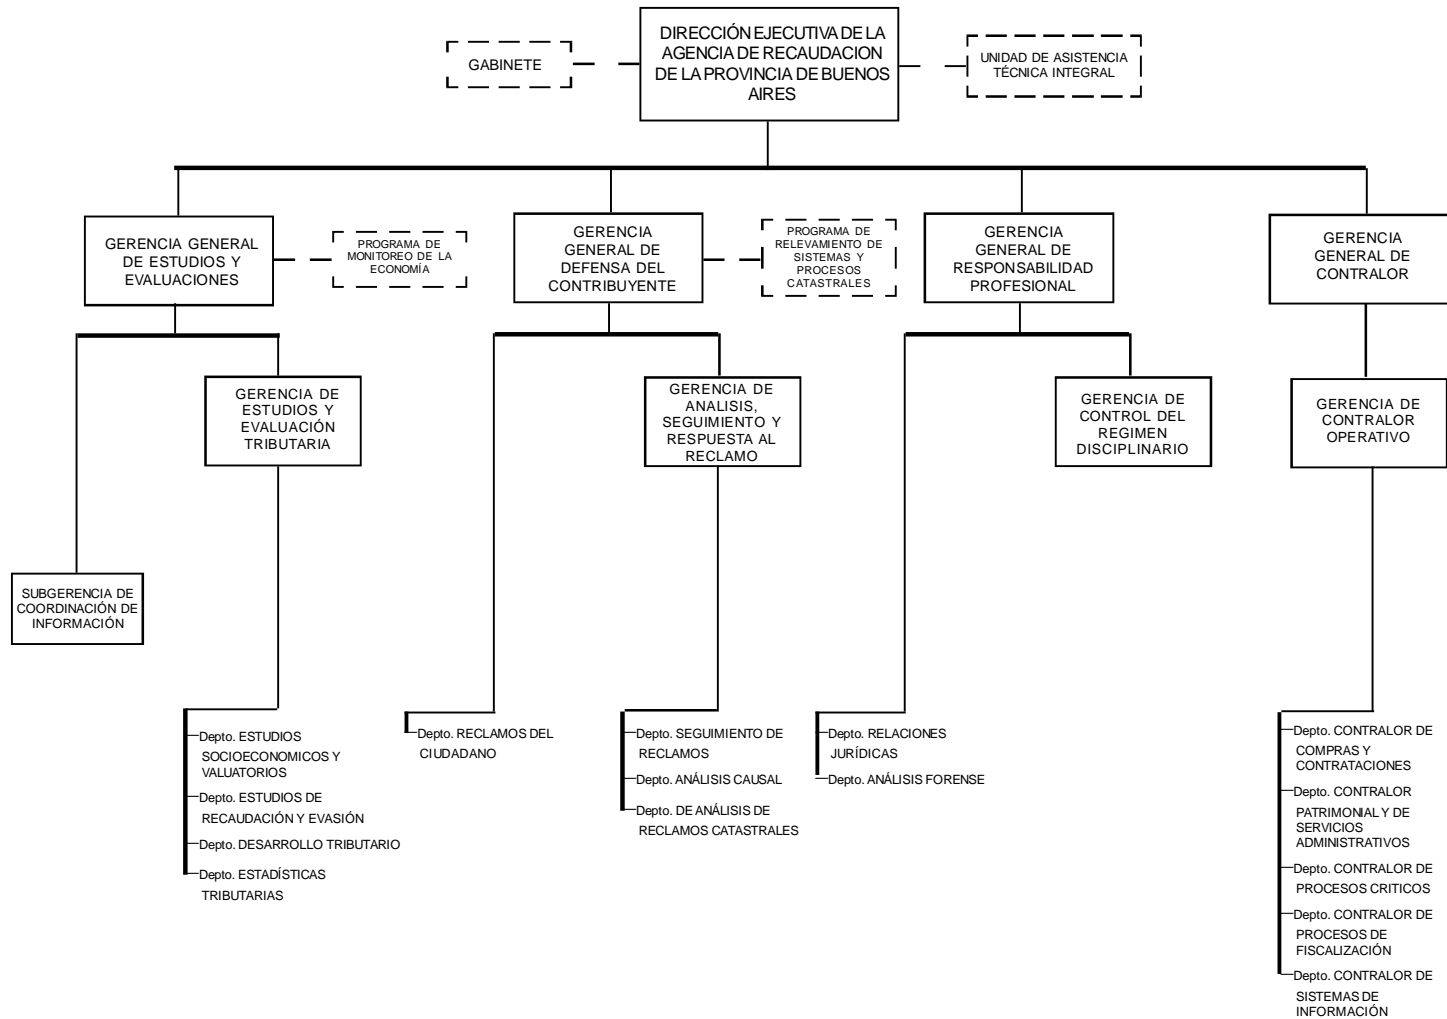 DIRECCIÓN EJECUTIVA DE LA
AGENCIA DE RECAUDACION
DE LA PROVINCIA DE BUENOS
AIRES
GABINETE
UNIDAD DE ASISTENCIA
TÉCNICA INTEGRAL
GERENCIA GENERAL
DE ESTUDIOS Y
EVALUACIONES
PROGRAMA DE
MONITOREO DE LA
ECONOMÍA
GERENCIA
GENERAL DE
DEFENSA DEL
CONTRIBUYENTE
PROGRAMA DE
RELEVAMIENTO DE
SISTEMAS Y
PROCESOS
CATASTRALES
GERENCIA
GENERAL DE
RESPONSABILIDAD
PROFESIONAL
GERENCIA
GENERAL DE
CONTRALOR
GERENCIA DE
ESTUDIOS Y
EVALUACIÓN
TRIBUTARIA
GERENCIA DE
ANALISIS,
SEGUIMIENTO Y
RESPUESTA AL
RECLAMO
GERENCIA DE
CONTROL DEL
REGIMEN
DISCIPLINARIO
GERENCIA DE
CONTRALOR
OPERATIVO
SUBGERENCIA DE
COORDINACIÓN DE
INFORMACIÓN
Depto. ESTUDIOS
SOCIOECONOMICOS Y
VALUATORIOS
Depto. ESTUDIOS DE
RECAUDACIÓN Y EVASIÓN
Depto. DESARROLLO TRIBUTARIO
Depto. ESTADÍSTICAS
TRIBUTARIAS
Depto. RECLAMOS DEL
CIUDADANO
Depto. SEGUIMIENTO DE
RECLAMOS
Depto. ANÁLISIS CAUSAL
Depto. DE ANÁLISIS DE
RECLAMOS CATASTRALES
Depto. RELACIONES
JURÍDICAS
Depto. ANÁLISIS FORENSE
Depto. CONTRALOR DE
COMPRAS Y
CONTRATACIONES
Depto. CONTRALOR
PATRIMONIAL Y DE
SERVICIOS
ADMINISTRATIVOS
Depto. CONTRALOR DE
PROCESOS CRITICOS
Depto. CONTRALOR DE
PROCESOS DE
FISCALIZACIÓN
Depto. CONTRALOR DE
SISTEMAS DE
INFORMACIÓN